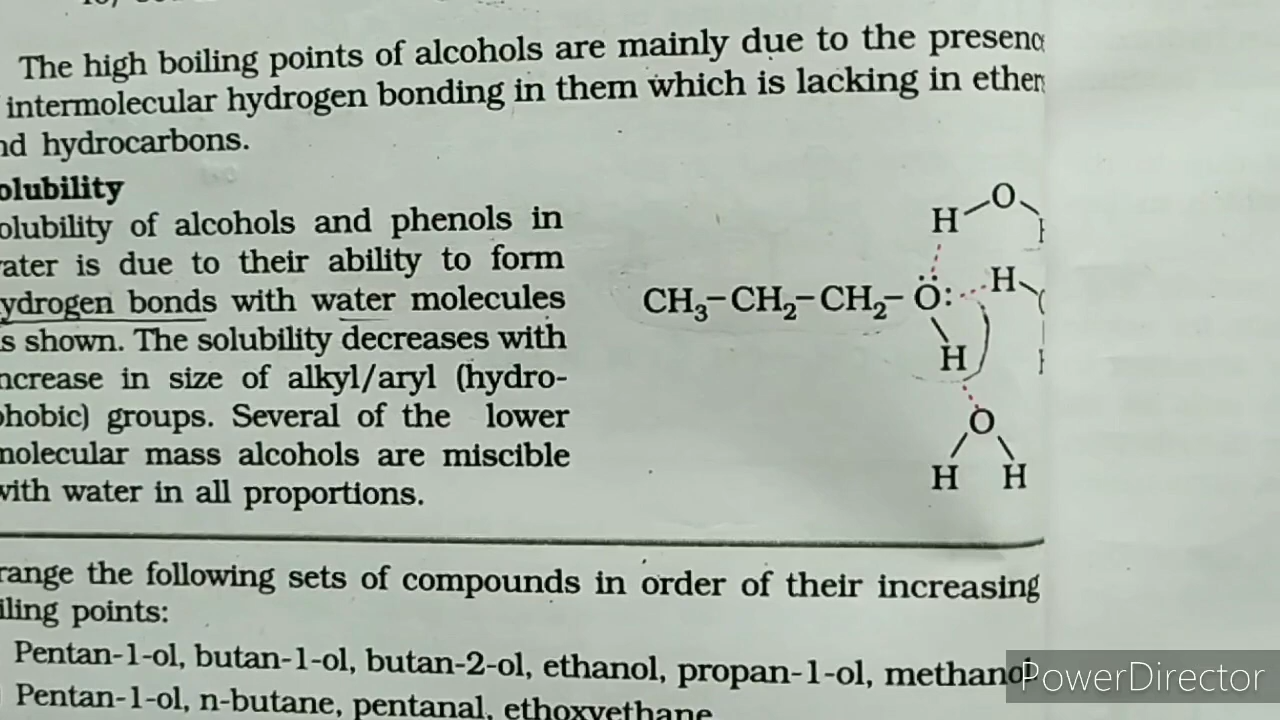 The high boiling points of alcohols are mainly due to the presenc
intermolecular hydrogen bonding in them which is lacking in ether
nd hydrocarbons.
olubility
olubility of alcohols and phenols in
ater is due to their ability to form
ydrogen bonds with water molecules
s shown. The solubility decreases with
ncrease in size of alkyl/aryl (hydro-
phobic) groups. Several of the lower
molecular mass alcohols are miscible
with water in all proportions.
H–O
CH₃–CH₂–CH₂–Ö: H
H
O
H H
range the following sets of compounds in order of their increasing
iling points:
Pentan-1-ol, butan-1-ol, butan-2-ol, ethanol, propan-1-ol, methanol
Pentan-1-ol, n-butane, pentanal, ethoxyethane
PowerDirector